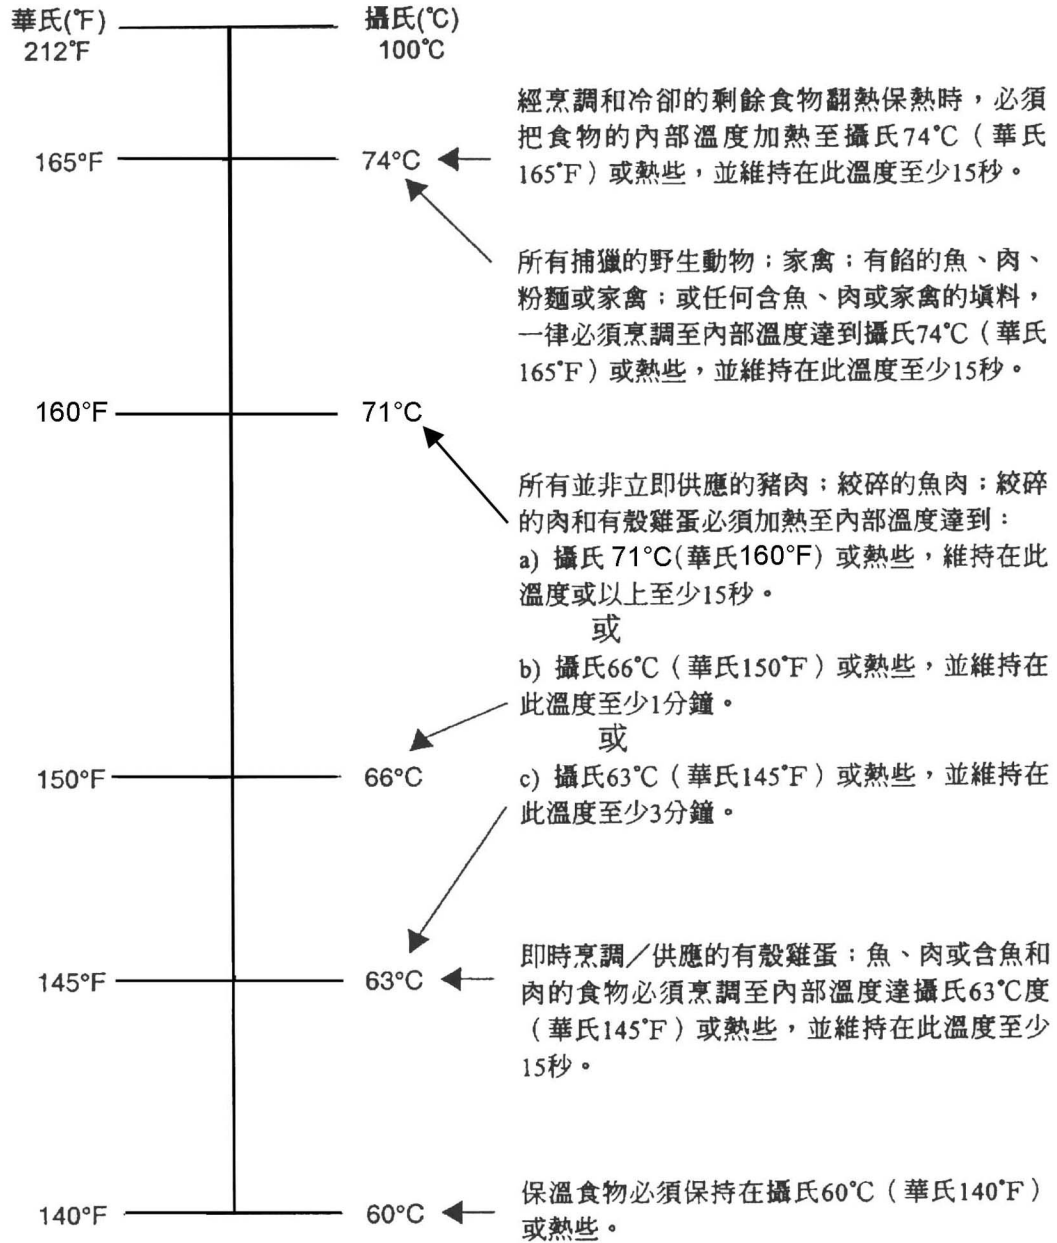 華氏(℉)
212°F
攝氏(℃)
100°C
經烹調和冷卻的剩餘食物翻熱保熱時，必須
把食物的內部溫度加熱至攝氏74℃（華氏
165℉）或熱些，並維持在此溫度至少15秒。
165°F
74°C
所有捕獵的野生動物；家禽；有餡的魚、肉、
粉麵或家禽；或任何含魚、肉或家禽的填料，
一律必須烹調至內部溫度達到攝氏74℃（華氏
165℉）或熱些，並維持在此溫度至少15秒。
160°F
71°C
所有並非立即供應的豬肉；絞碎的魚肉；絞碎
的肉和有殼雞蛋必須加熱至內部溫度達到：
a) 攝氏 71°C(華氏160°F) 或熱些，維持在此
溫度或以上至少15秒。
或
b) 攝氏66℃（華氏150℉）或熱些，並維持在
此溫度至少1分鐘。
或
150°F
66°C
c) 攝氏63℃（華氏145℉）或熱些，並維持在
此溫度至少3分鐘。
145°F
63°C
即時烹調／供應的有殼雞蛋；魚、肉或含魚和
肉的食物必須烹調至內部溫度達攝氏63℃度
（華氏145℉）或熱些，並維持在此溫度至少
15秒。
140°F
60°C
保溫食物必須保持在攝氏60℃（華氏140℉）
或熱些。